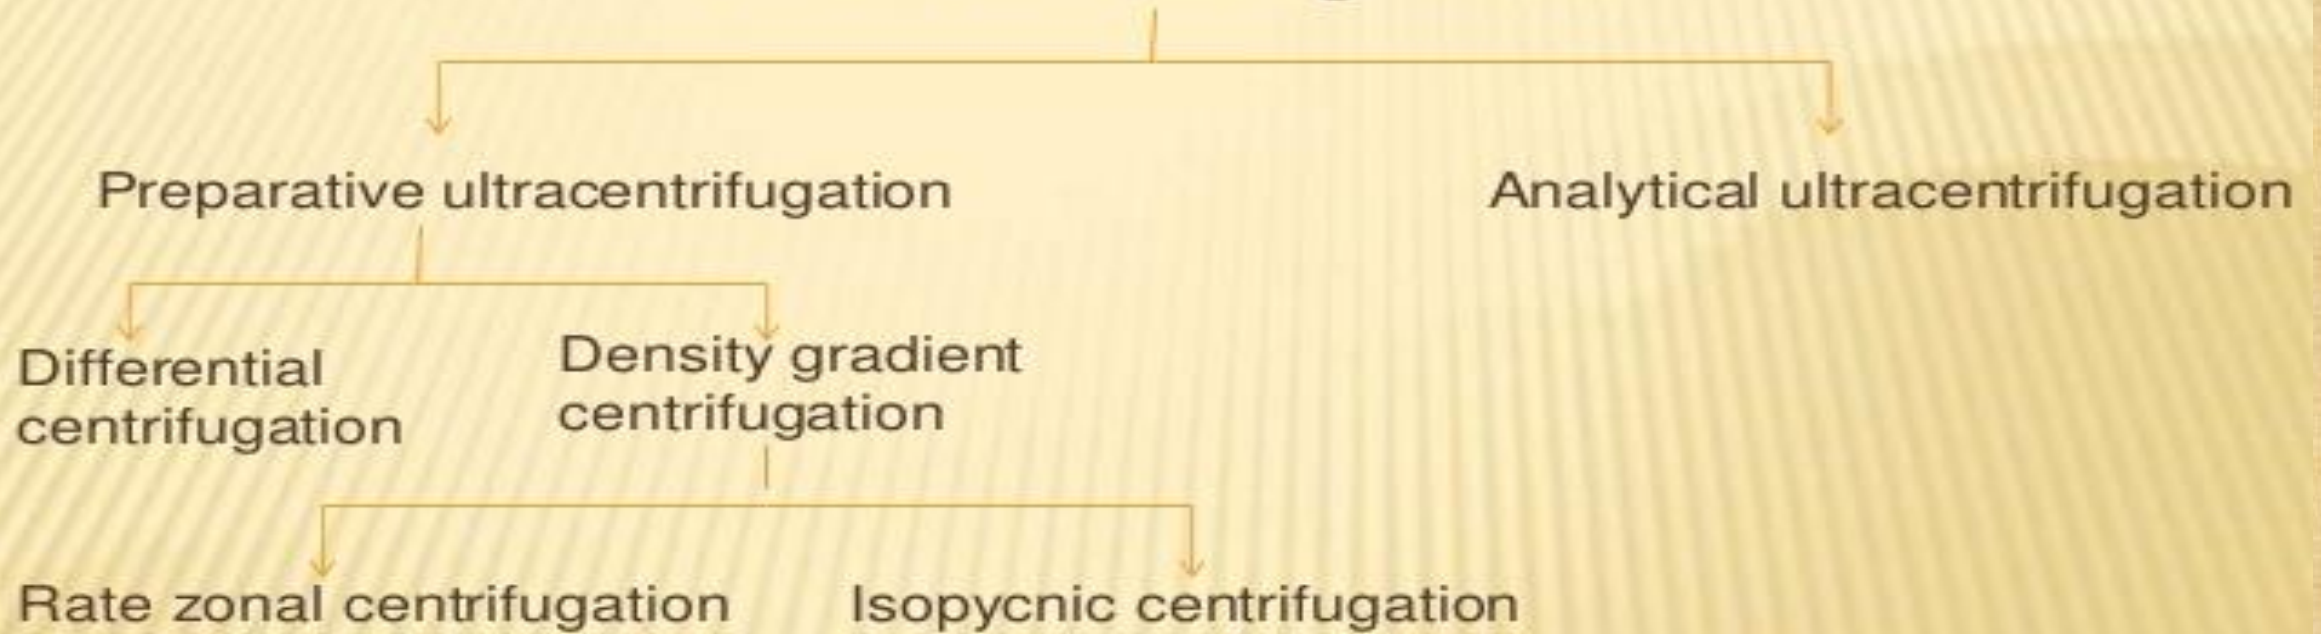 Preparative ultracentrifugation
Analytical ultracentrifugation
Differential
centrifugation
Density gradient
centrifugation
Rate zonal centrifugation
Isopycnic centrifugation